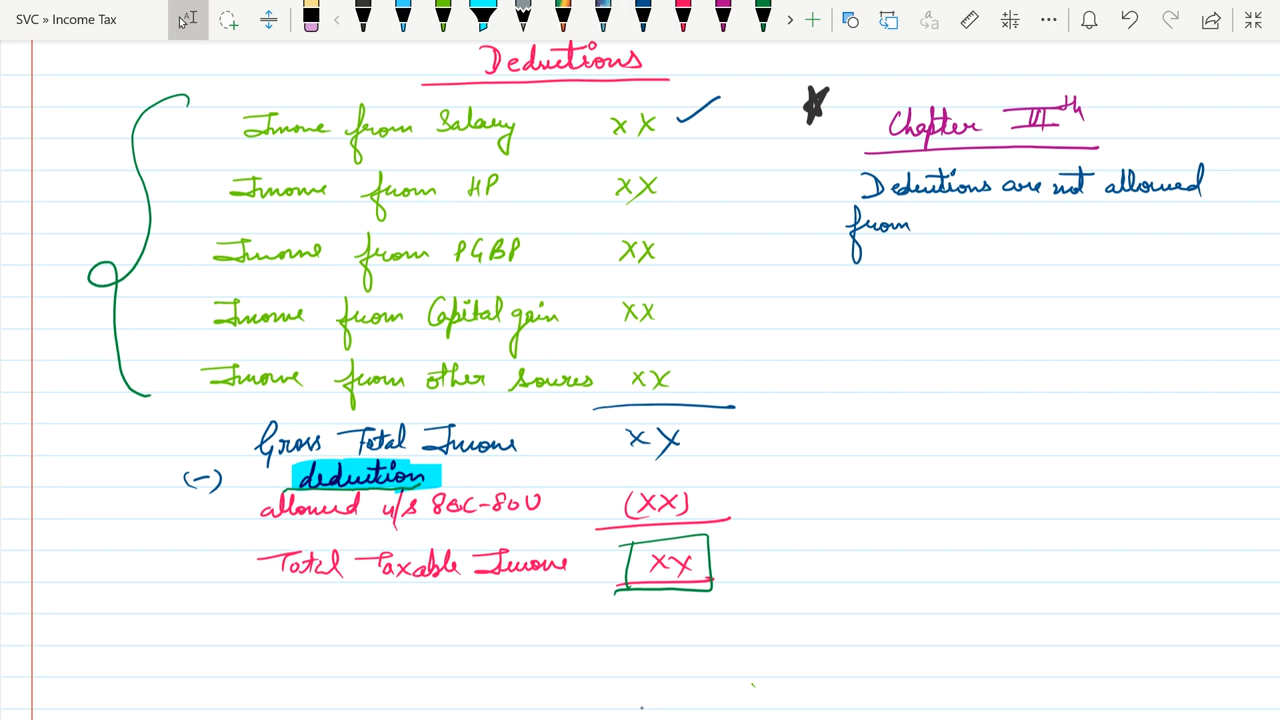 SVC » Income Tax
Deductions
Income from Salary XX
Income from HP XX
Income from PGBP XX
Income from Capital gain XX
Income from other Soures XX
Gross Total Income XX
(-) deduction
allowed u/s 80C-80U (XX)
Total Taxable Income XX
Chapter VIth
Deductions are not allowed
from